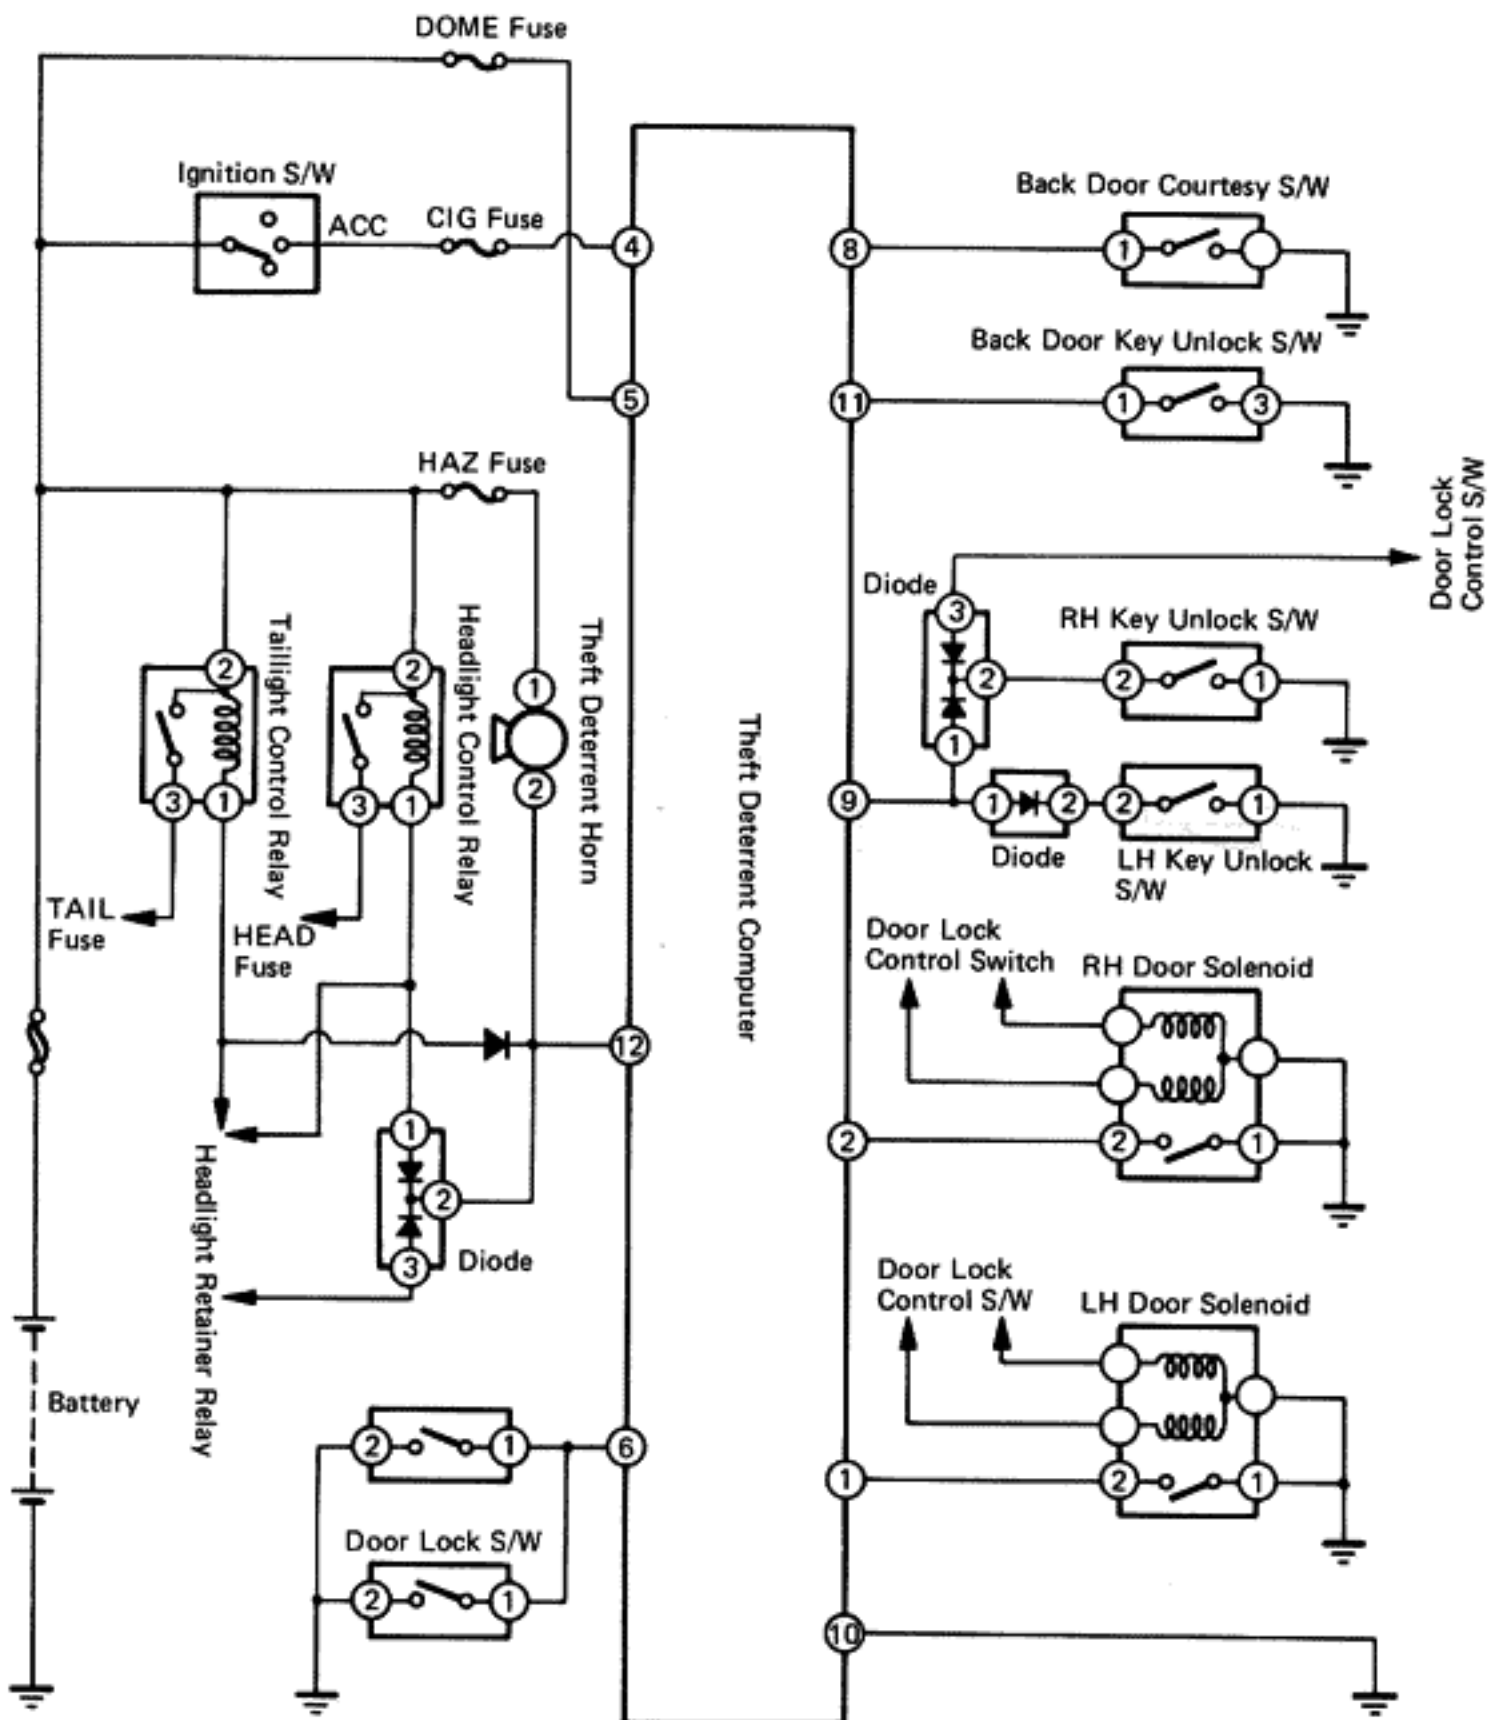 DOME Fuse
Ignition S/W
ACC
CIG Fuse
4
5
HAZ Fuse
2
3
1
Taillight Control Relay
2
3
1
Headlight Control Relay
1
2
Theft Deterrent Horn
TAIL
Fuse
HEAD
Fuse
12
1
2
3
Diode
Headlight Retainer Relay
Battery
2
1
6
Door Lock S/W
2
1
Theft Deterrent Computer
Back Door Courtesy S/W
8
1
Back Door Key Unlock S/W
11
1
3
Door Lock
Control S/W
Diode
3
2
1
RH Key Unlock S/W
2
1
9
1
2
Diode
2
1
LH Key Unlock
S/W
Door Lock
Control Switch
RH Door Solenoid
2
2
1
Door Lock
Control S/W
LH Door Solenoid
1
2
1
10